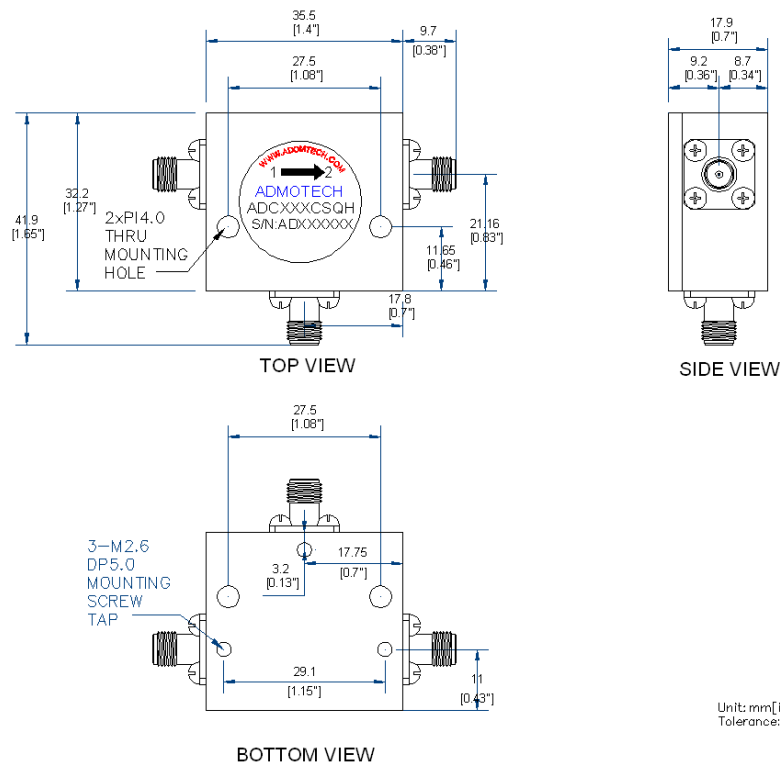 35.5
[1.4"]
9.7
[0.38"]
27.5
[1.08"]
17.9
[0.7"]
9.2
[0.36"]
8.7
[0.34"]
WWW.ADOMTECH.COM
1 2
ADMOTECH
ADCXXXCSQH
S/N:ADXXXXXX
41.9
[1.65"]
32.2
[1.27"]
2xPI4.0
THRU
MOUNTING
HOLE
11.65
[0.46"]
21.16
[0.83"]
17.8
[0.7"]
TOP VIEW
SIDE VIEW
27.5
[1.08"]
3-M2.6
DP5.0
MOUNTING
SCREW
TAP
3.2
[0.13"]
17.75
[0.7"]
29.1
[1.15"]
11
[0.43"]
Unit: mm[i
Tolerance:
BOTTOM VIEW